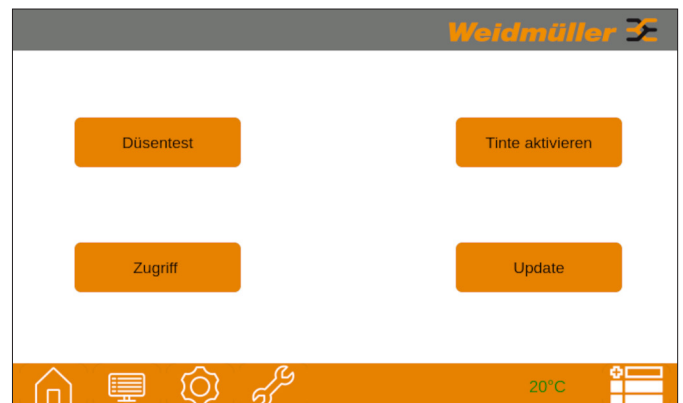 Weidmüller
Düsentest
Tinte aktivieren
Zugriff
Update
20°C